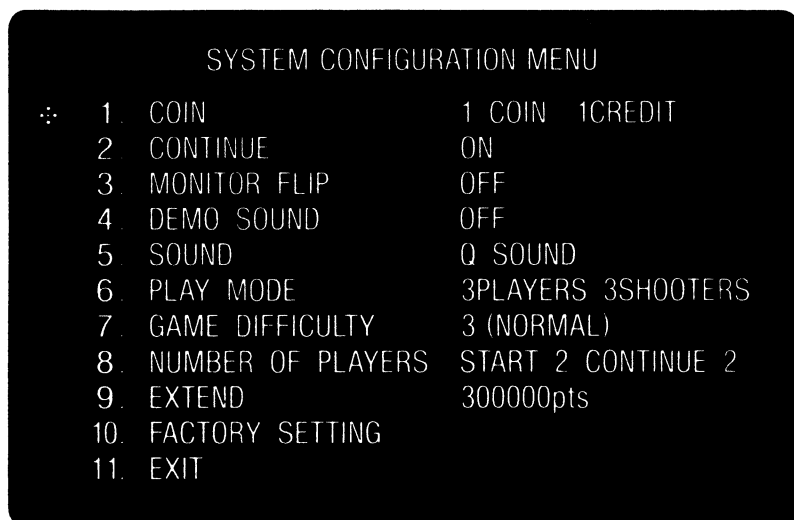 SYSTEM CONFIGURATION MENU
1. COIN 1 COIN 1CREDIT
2. CONTINUE ON
3. MONITOR FLIP OFF
4. DEMO SOUND OFF
5. SOUND Q SOUND
6. PLAY MODE 3PLAYERS 3SHOOTERS
7. GAME DIFFICULTY 3 (NORMAL)
8. NUMBER OF PLAYERS START 2 CONTINUE 2
9. EXTEND 300000pts
10. FACTORY SETTING
11. EXIT